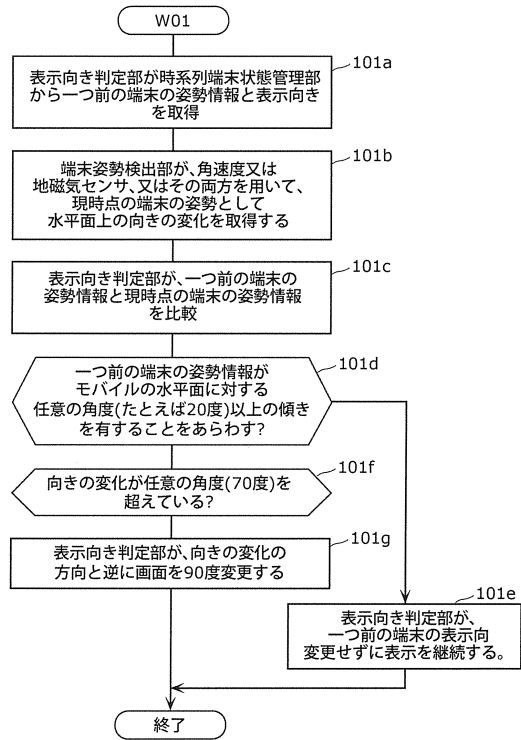 W01
101a
表示向き判定部が時系列端末状態管理部
から一つ前の端末の姿勢情報と表示向き
を取得
101b
端末姿勢検出部が、角速度又は
地磁気センサ、又はその両方を用いて、
現時点の端末の姿勢として
水平面上の向きの変化を取得する
101c
表示向き判定部が、一つ前の端末の
姿勢情報と現時点の端末の姿勢情報
を比較
101d
一つ前の端末の姿勢情報が
モバイルの水平面に対する
任意の角度(たとえば20度)以上の傾き
を有することをあらわす?
101f
向きの変化が任意の角度(70度)を
超えている?
101g
表示向き判定部が、向きの変化の
方向と逆に画面を90度変更する
101e
表示向き判定部が、
一つ前の端末の表示向
変更せずに表示を継続する。
終了